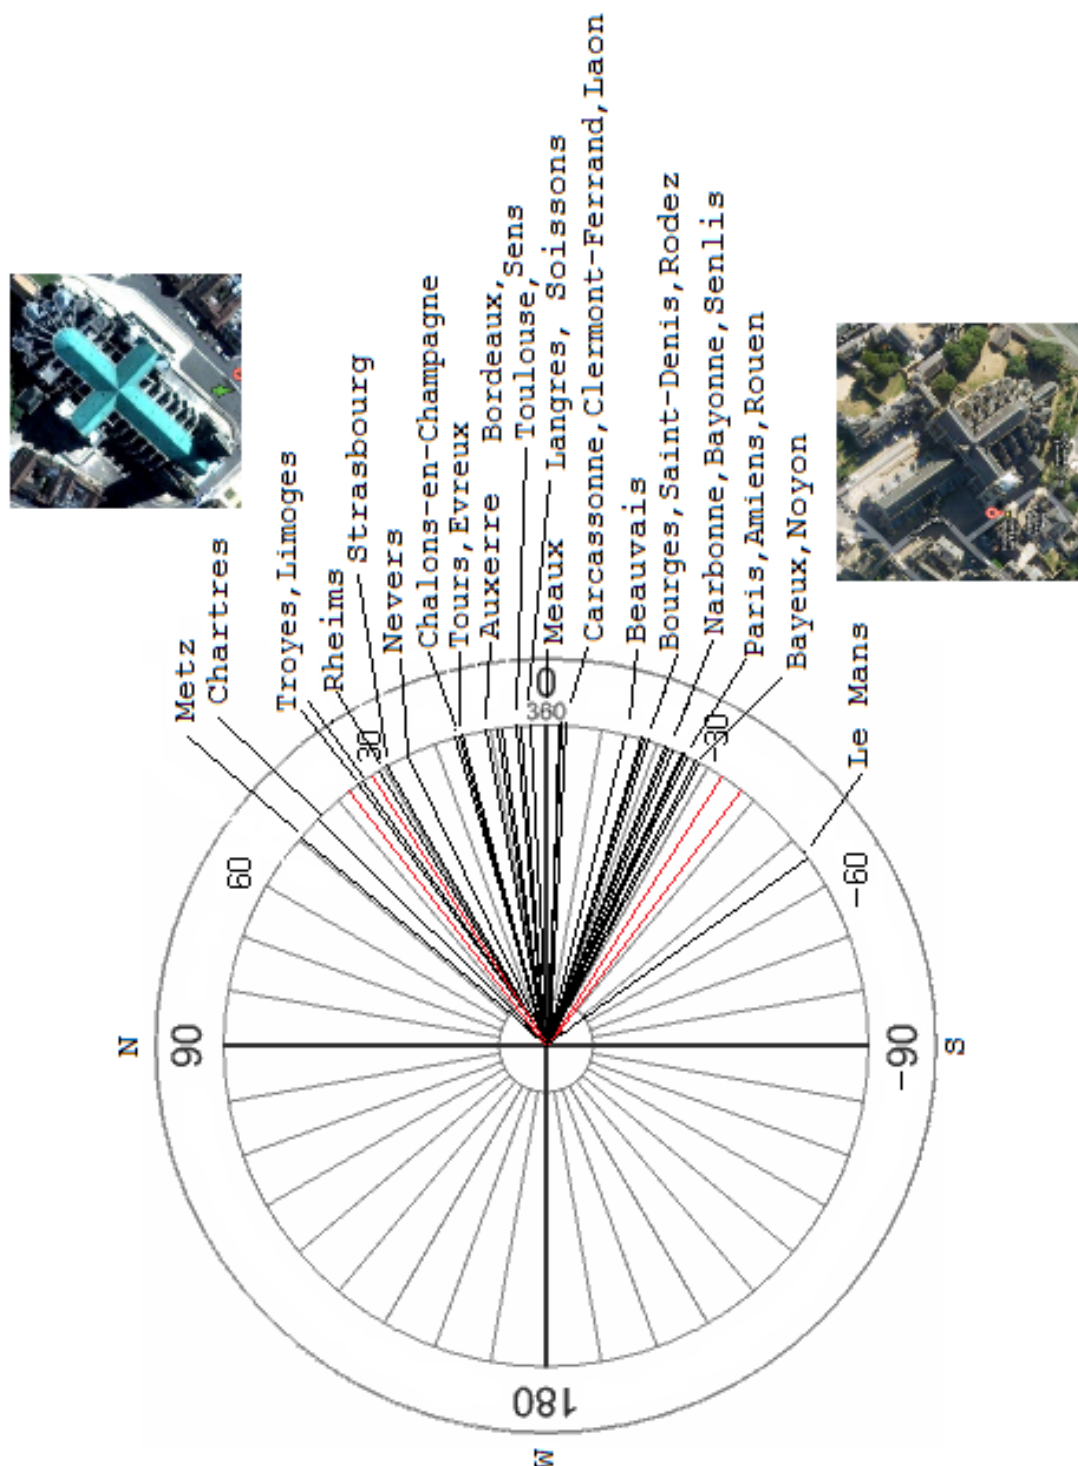 Metz
Chartres
Troyes,Limoges
Rheims
Strasbourg
Nevers
Chalons-en-Champagne
Tours,Evreux
Auxerre Bordeaux,
Toulouse,Sens
Langres, Soissons
Meaux
Carcassonne,Clermont-Ferrand,Laon
Beauvais
Bourges,Saint-Denis,Rodez
Narbonne,Bayonne,Senlis
Paris,Amiens,Rouen
Bayeux,Noyon
Le Mans
0
360
30
-30
60
-60
N
90
-90
S
180
W